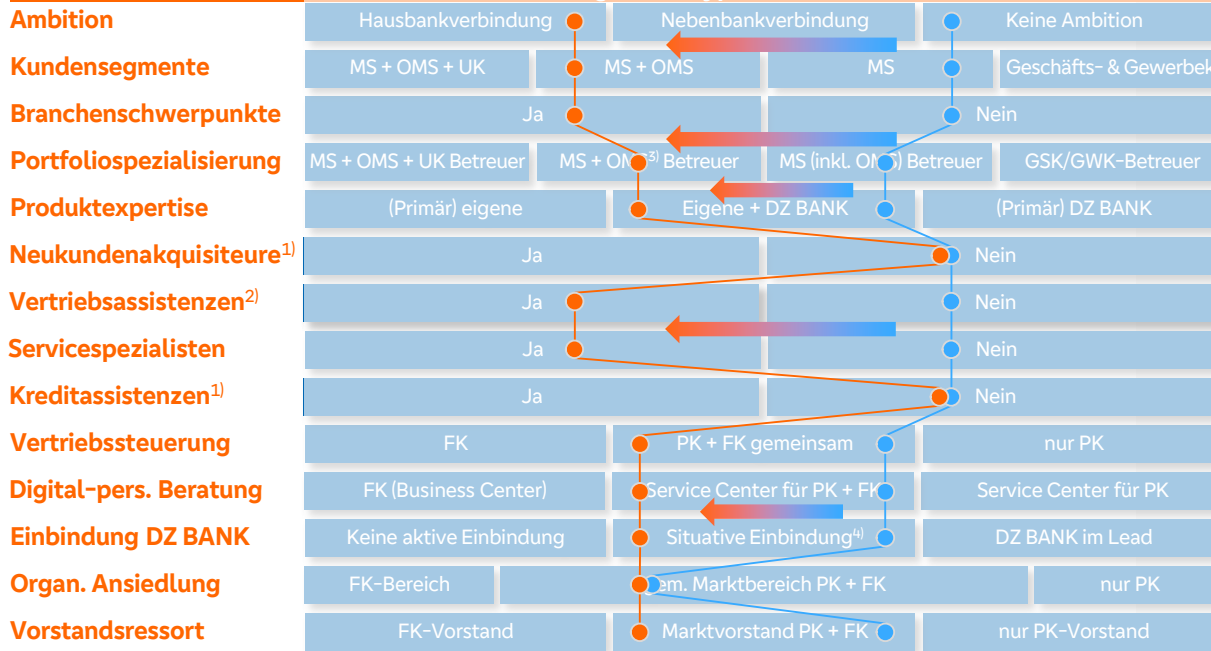 Ambition Hausbankverbindung Nebenbankverbindung Keine Ambition
Kundensegmente MS + OMS + UK MS + OMS MS Geschäfts- & Gewerbek
Branchenschwerpunkte Ja Nein
Portfoliospezialisierung MS + OMS + UK Betreuer MS + OMS³⁾ Betreuer MS (inkl. OMS) Betreuer GSK/GWK-Betreuer
Produktexpertise (Primär) eigene Eigene + DZ BANK (Primär) DZ BANK
Neukundenakquisiteure¹⁾ Ja Nein
Vertriebsassistenzen²⁾ Ja Nein
Servicespezialisten Ja Nein
Kreditassistenzen¹⁾ Ja Nein
Vertriebssteuerung FK PK + FK gemeinsam nur PK
Digital-pers. Beratung FK (Business Center) Service Center für PK + FK Service Center für PK
Einbindung DZ BANK Keine aktive Einbindung Situative Einbindung⁴⁾ DZ BANK im Lead
Organ. Ansiedlung FK-Bereich Marktbereich PK + FK nur PK
Vorstandsressort FK-Vorstand Marktvorstand PK + FK nur PK-Vorstand